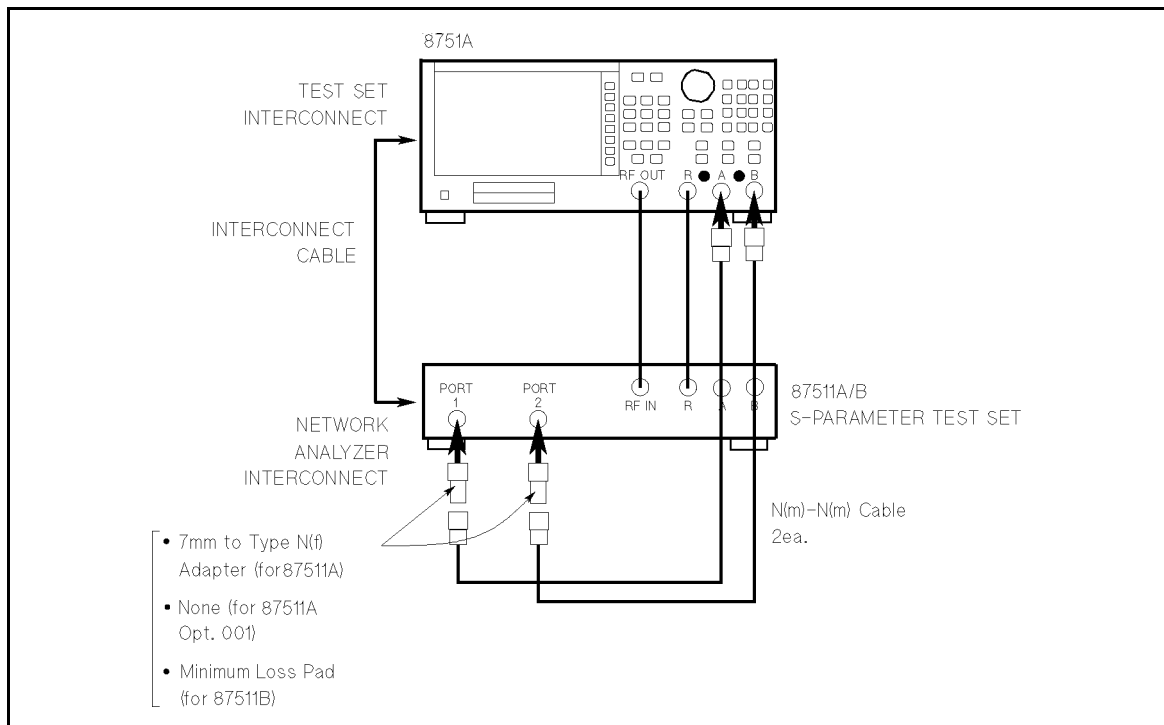 8751A
TEST SET
INTERCONNECT
RF OUT
R
A
B
INTERCONNECT
CABLE
PORT
1
PORT
2
RF IN
R
A
B
87511A/B
S-PARAMETER TEST SET
NETWORK
ANALYZER
INTERCONNECT
N(m)-N(m) Cable
2ea.
• 7mm to Type N(f)
Adapter (for87511A)
• None (for 87511A
Opt. 001)
• Minimum Loss Pad
(for 87511B)